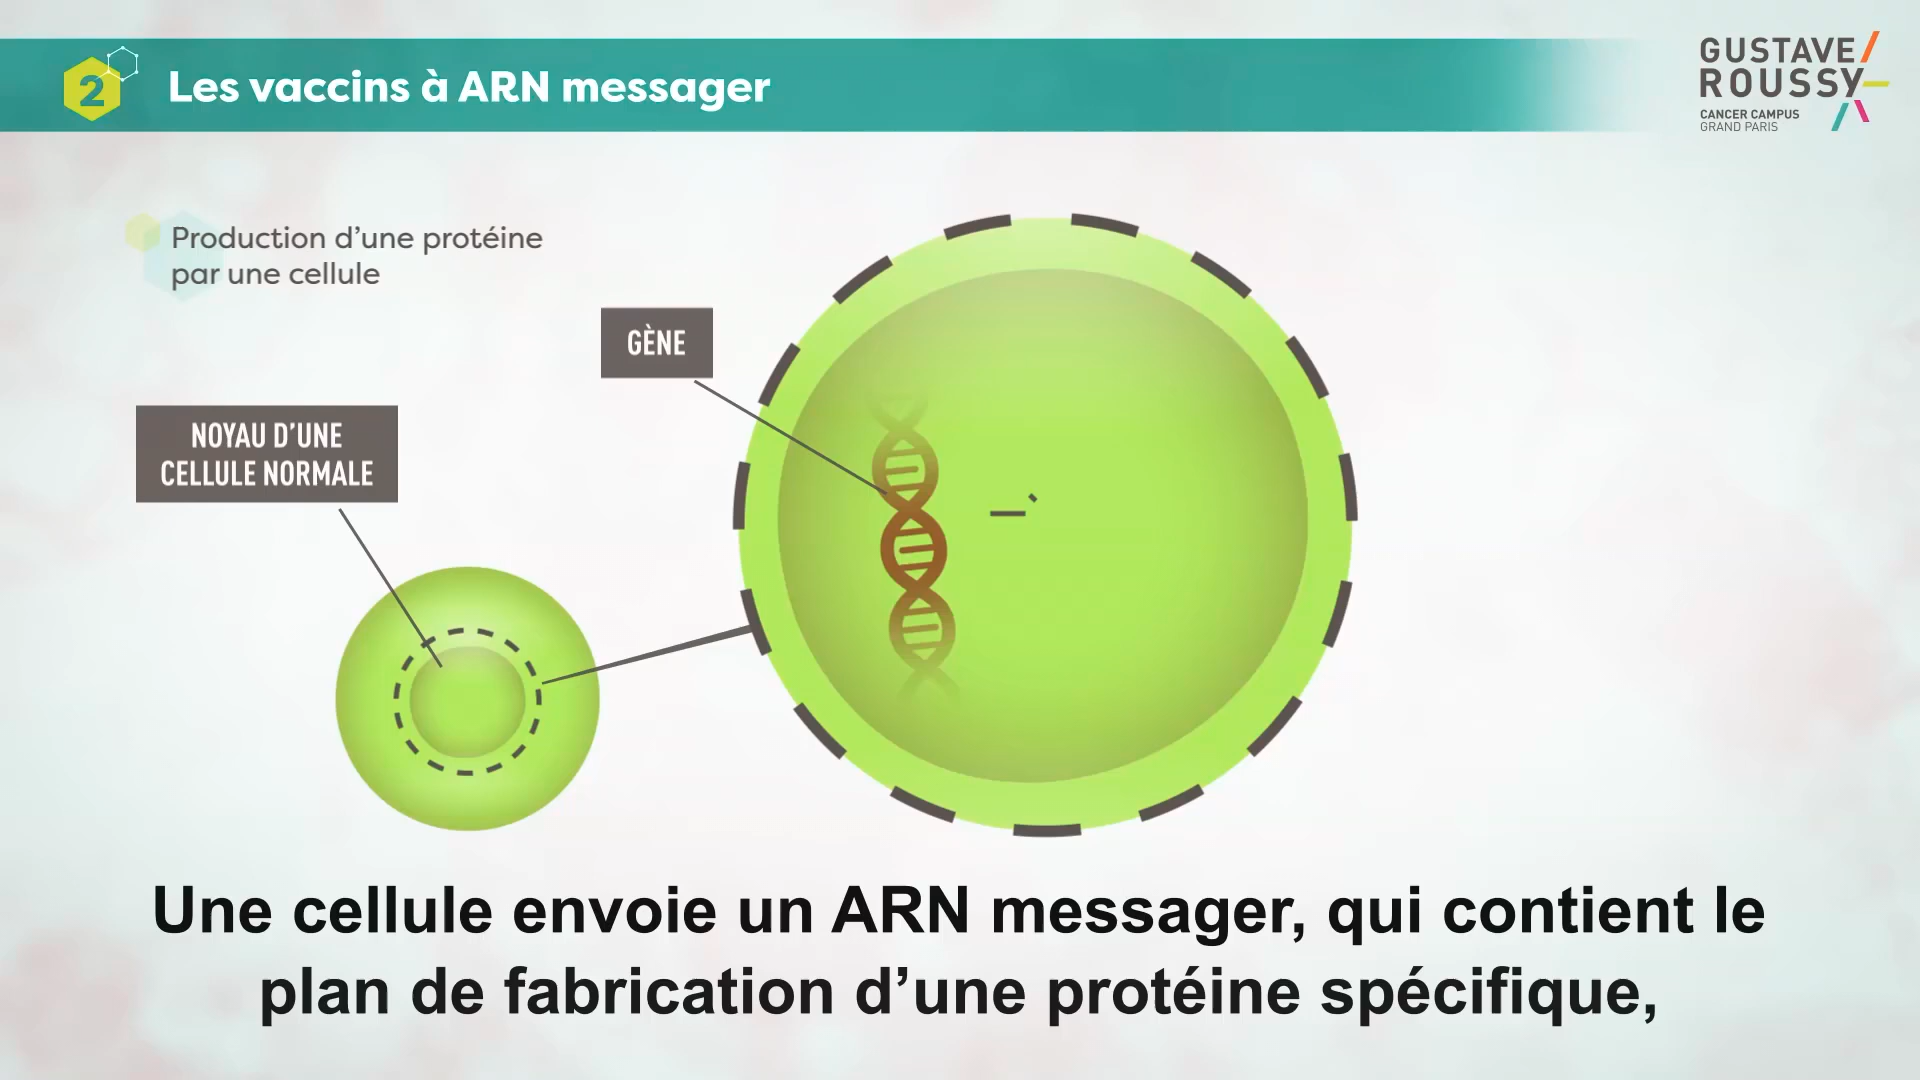 2
Les vaccins à ARN messager
GUSTAVE
ROUSSY
CANCER CAMPUS
GRAND PARIS
Production d’une protéine
par une cellule
GÈNE
NOYAU D’UNE
CELLULE NORMALE
Une cellule envoie un ARN messager, qui contient le
plan de fabrication d’une protéine spécifique,